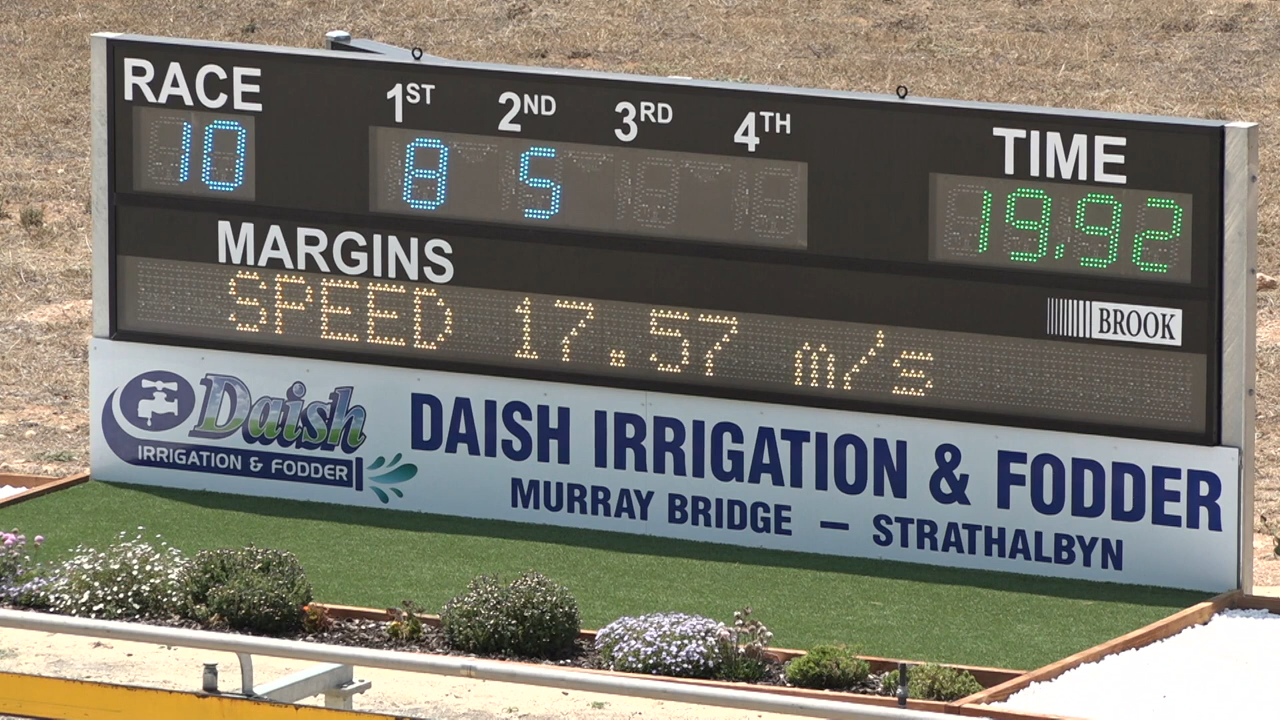 RACE 1ST 2ND 3RD 4TH TIME
10 8 5 19.92
MARGINS
SPEED 17.57 m/s
BROOK
Daish
IRRIGATION & FODDER
DAISH IRRIGATION & FODDER
MURRAY BRIDGE – STRATHALBYN